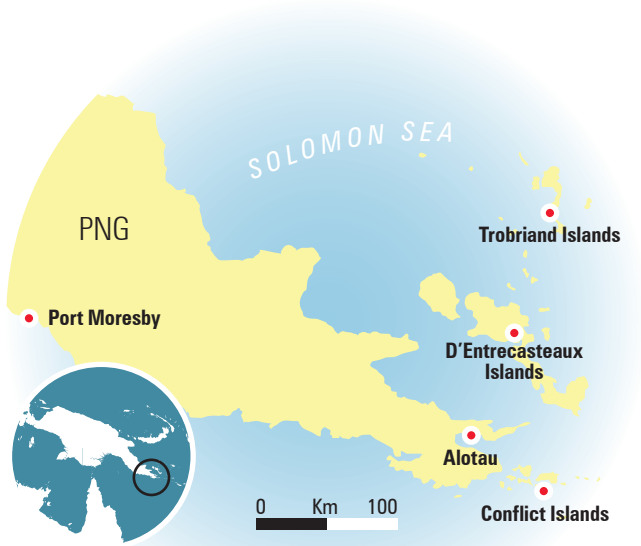 SOLOMON SEA
PNG
Trobriand Islands
Port Moresby
D'Entrecasteaux
Islands
Alotau
0 Km 100
Conflict Islands